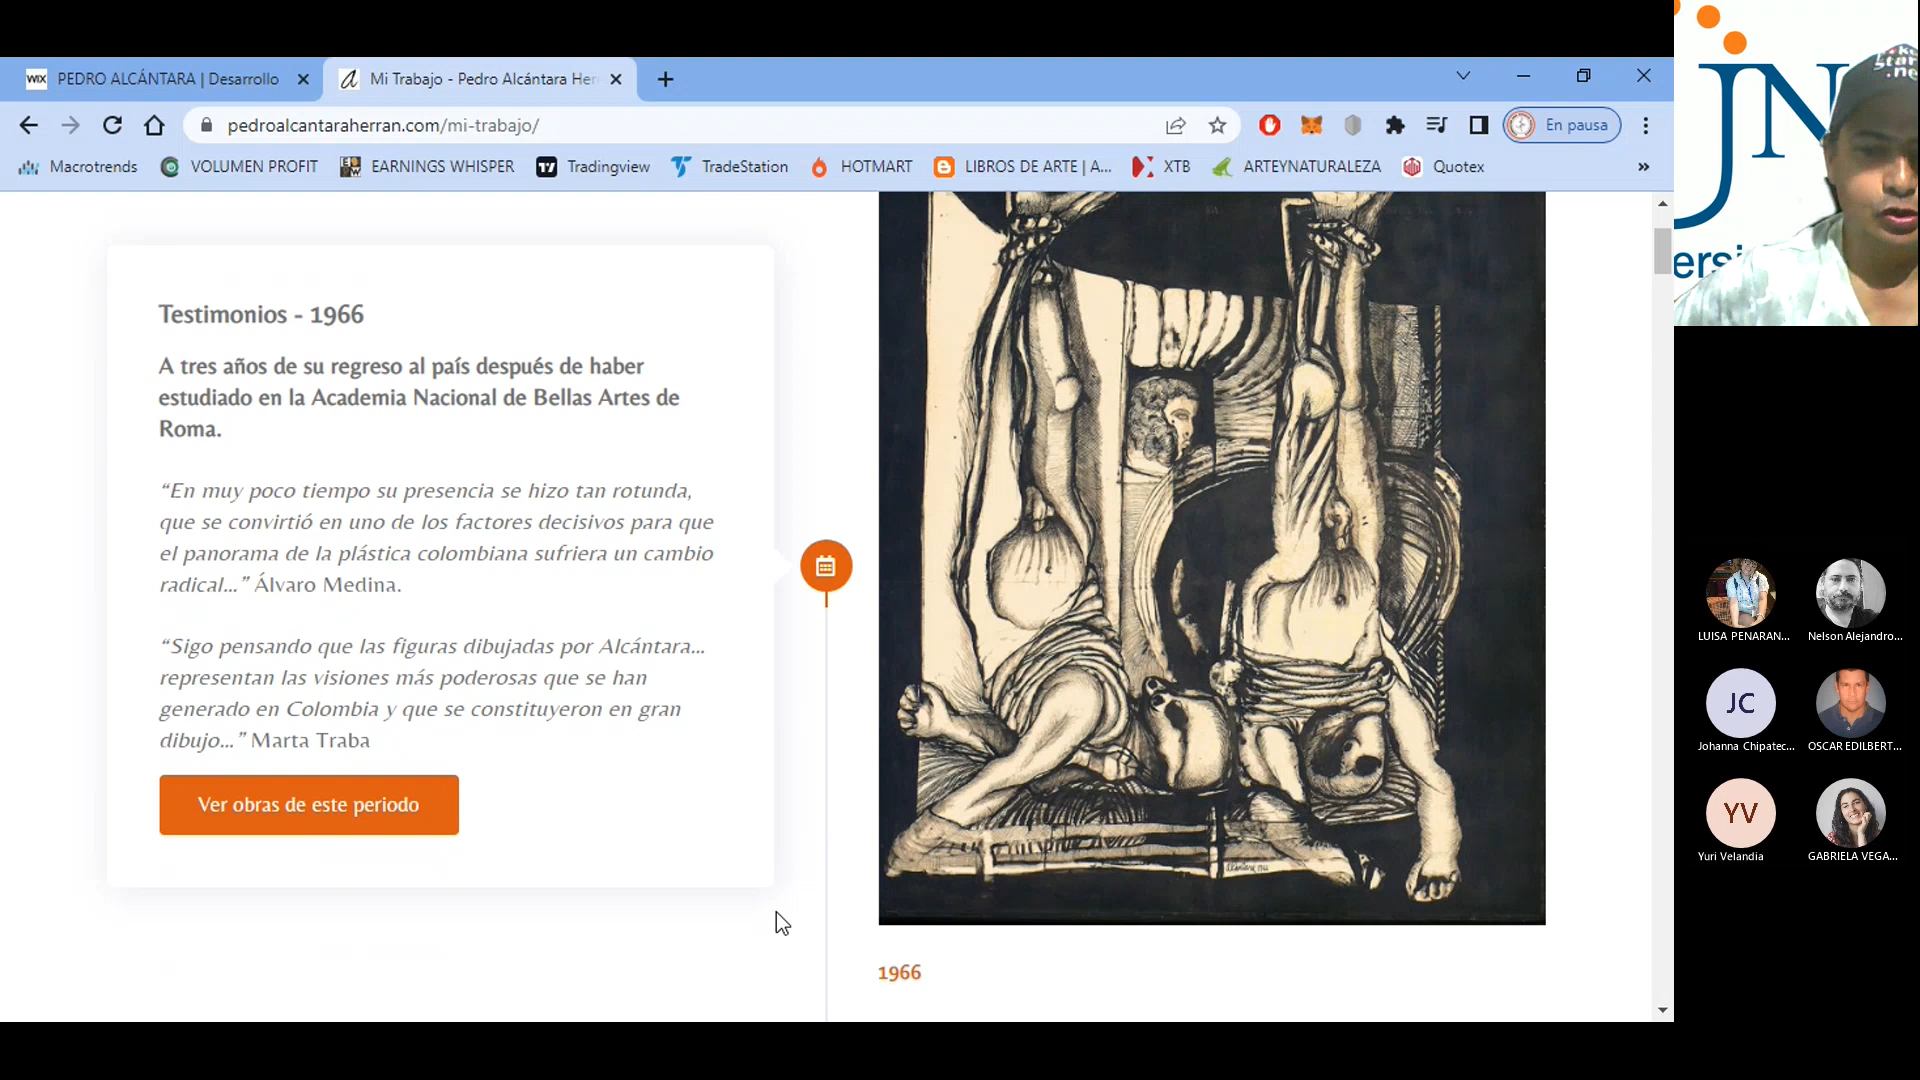 WIX PEDRO ALCÁNTARA | Desarrollo
Mi Trabajo - Pedro Alcántara Her
pedroalcantaraherran.com/mi-trabajo/
En pausa
Macrotrends
VOLUMEN PROFIT
EARNINGS WHISPER
Tradingview
TradeStation
HOTMART
LIBROS DE ARTE | A...
XTB
ARTEYNATURALEZA
Quotex
»
Testimonios - 1966
A tres años de su regreso al país después de haber
estudiado en la Academia Nacional de Bellas Artes de
Roma.
“En muy poco tiempo su presencia se hizo tan rotunda,
que se convirtió en uno de los factores decisivos para que
el panorama de la plástica colombiana sufriera un cambio
radical...” Álvaro Medina.
“Sigo pensando que las figuras dibujadas por Alcántara...
representan las visiones más poderosas que se han
generado en Colombia y que se constituyeron en gran
dibujo...” Marta Traba
Ver obras de este periodo
1966
JN
ersi
LUISA PENARAN...
Nelson Alejandro...
JC
Johanna Chipatec...
OSCAR EDILBERT...
YV
Yuri Velandia
GABRIELA VEGA...